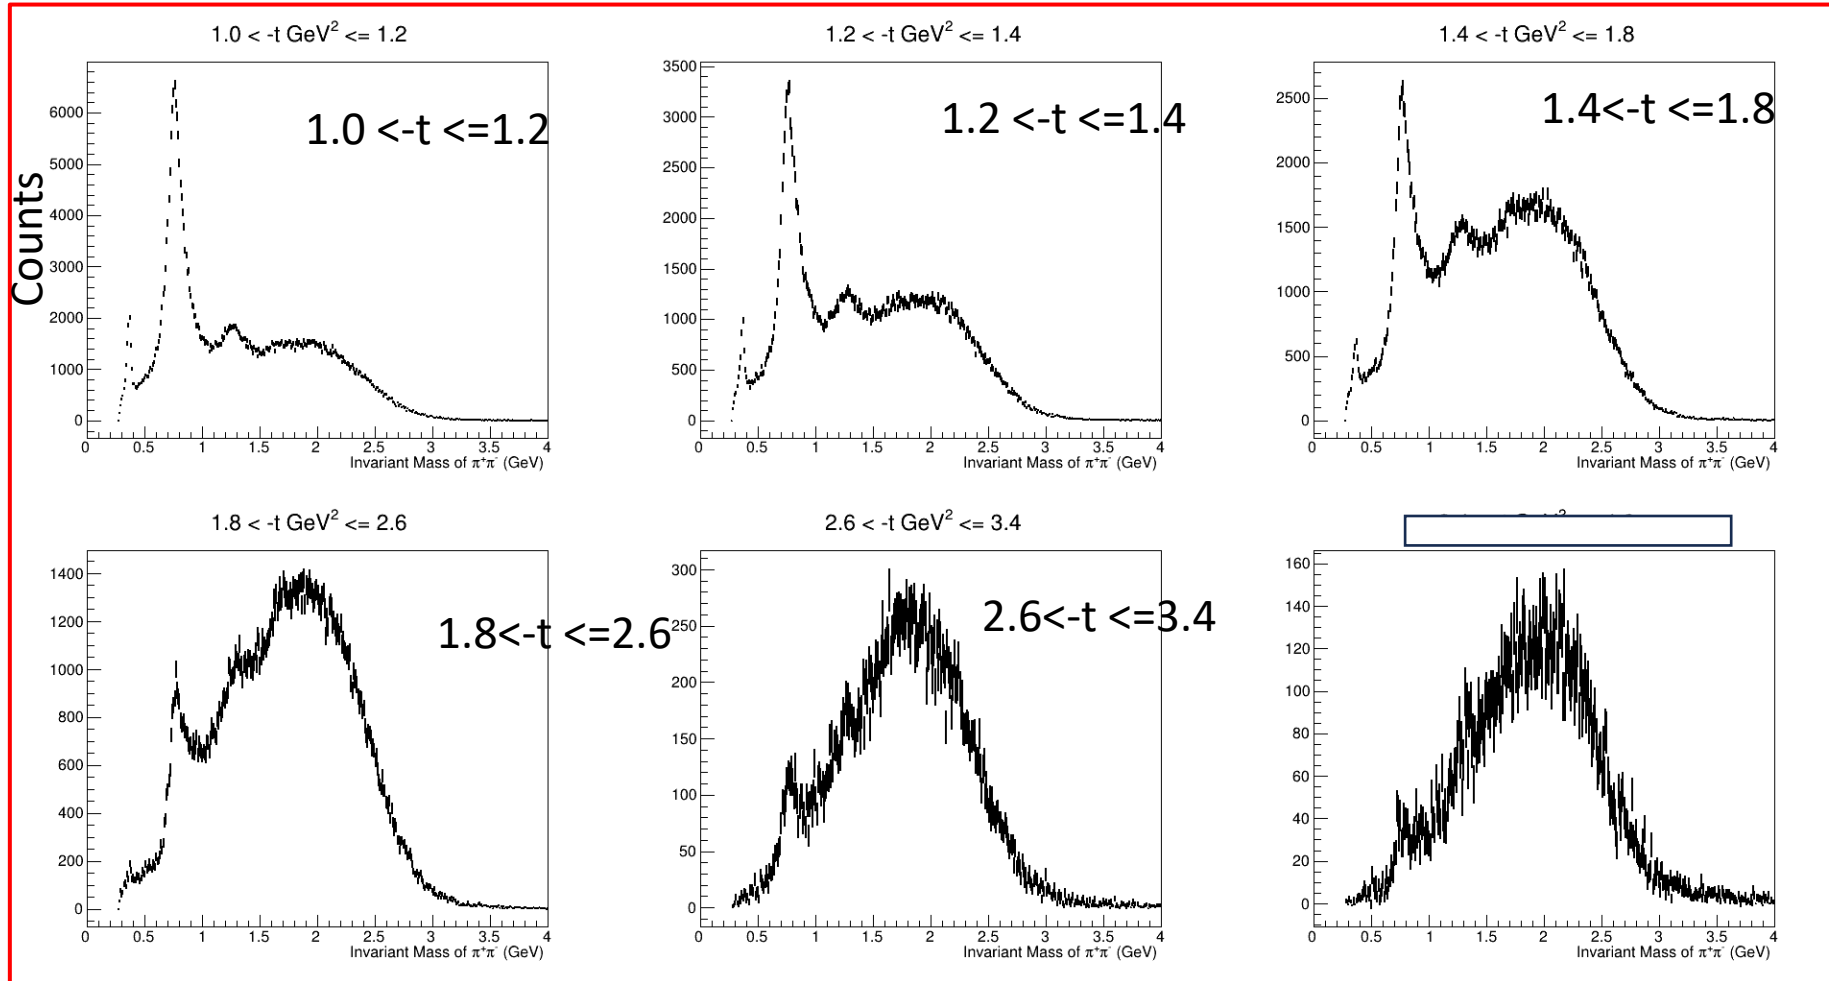 1.0 < -t GeV² <= 1.2
1.2 < -t GeV² <= 1.4
1.4 < -t GeV² <= 1.8
Counts
1.0 <-t <=1.2
6000
5000
4000
3000
2000
1000
0
0 0.5 1 1.5 2 2.5 3 3.5 4
Invariant Mass of π⁺π⁻ (GeV)
1.2 <-t <=1.4
3500
3000
2500
2000
1500
1000
500
0
0 0.5 1 1.5 2 2.5 3 3.5 4
Invariant Mass of π⁺π⁻ (GeV)
1.4<-t <=1.8
2500
2000
1500
1000
500
0
0 0.5 1 1.5 2 2.5 3 3.5 4
Invariant Mass of π⁺π⁻ (GeV)
1.8 < -t GeV² <= 2.6
2.6 < -t GeV² <= 3.4
1.8<-t <=2.6
1400
1200
1000
800
600
400
200
0
0 0.5 1 1.5 2 2.5 3 3.5 4
Invariant Mass of π⁺π⁻ (GeV)
2.6<-t <=3.4
300
250
200
150
100
50
0
0 0.5 1 1.5 2 2.5 3 3.5 4
Invariant Mass of π⁺π⁻ (GeV)
160
140
120
100
80
60
40
20
0
0 0.5 1 1.5 2 2.5 3 3.5 4
Invariant Mass of π⁺π⁻ (GeV)